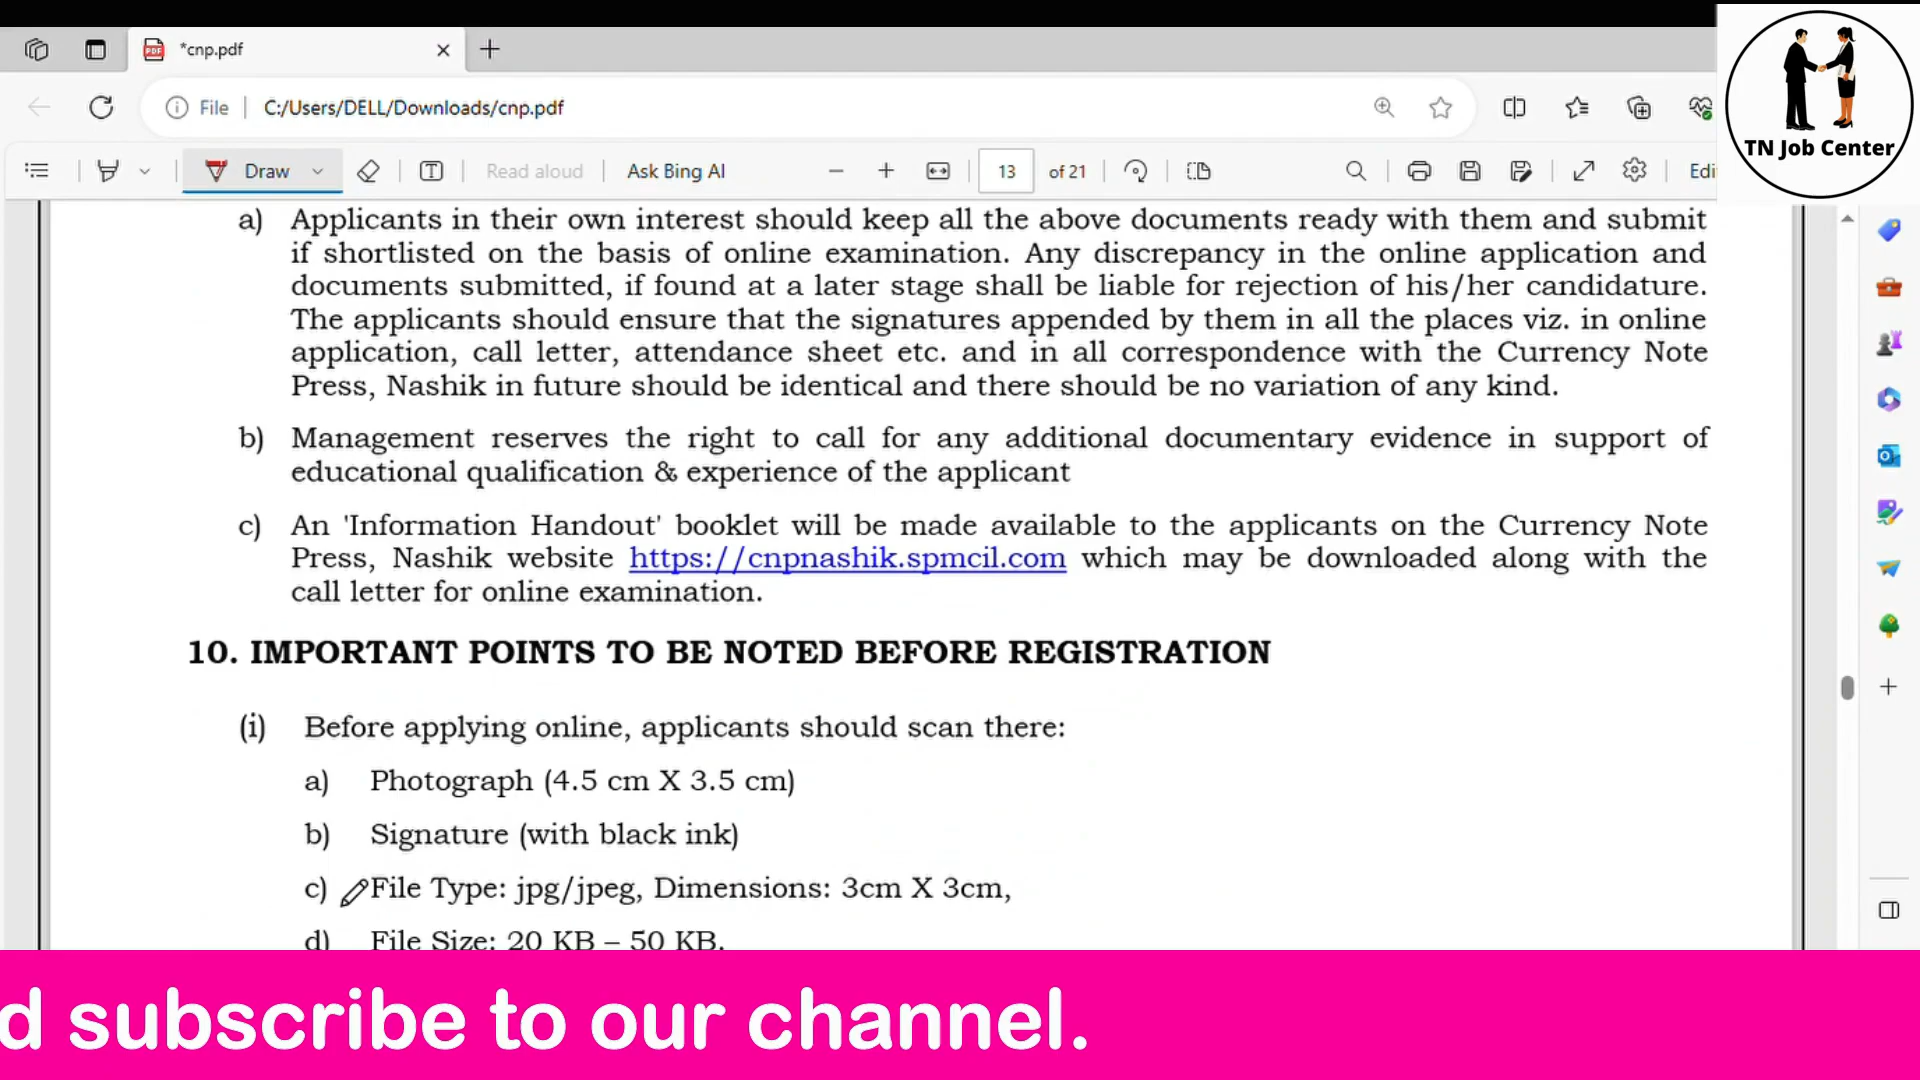 *cnp.pdf
File
C:/Users/DELL/Downloads/cnp.pdf
TN Job Center
Draw
Read aloud
Ask Bing AI
13
of 21
Edi
a) Applicants in their own interest should keep all the above documents ready with them and submit
if shortlisted on the basis of online examination. Any discrepancy in the online application and
documents submitted, if found at a later stage shall be liable for rejection of his/her candidature.
The applicants should ensure that the signatures appended by them in all the places viz. in online
application, call letter, attendance sheet etc. and in all correspondence with the Currency Note
Press, Nashik in future should be identical and there should be no variation of any kind.
b) Management reserves the right to call for any additional documentary evidence in support of
educational qualification & experience of the applicant
c) An 'Information Handout' booklet will be made available to the applicants on the Currency Note
Press, Nashik website https://cnpnashik.spmcil.com which may be downloaded along with the
call letter for online examination.
10. IMPORTANT POINTS TO BE NOTED BEFORE REGISTRATION
(i) Before applying online, applicants should scan there:
a) Photograph (4.5 cm X 3.5 cm)
b) Signature (with black ink)
c) File Type: jpg/jpeg, Dimensions: 3cm X 3cm,
d) File Size: 20 KB – 50 KB.
d subscribe to our channel.